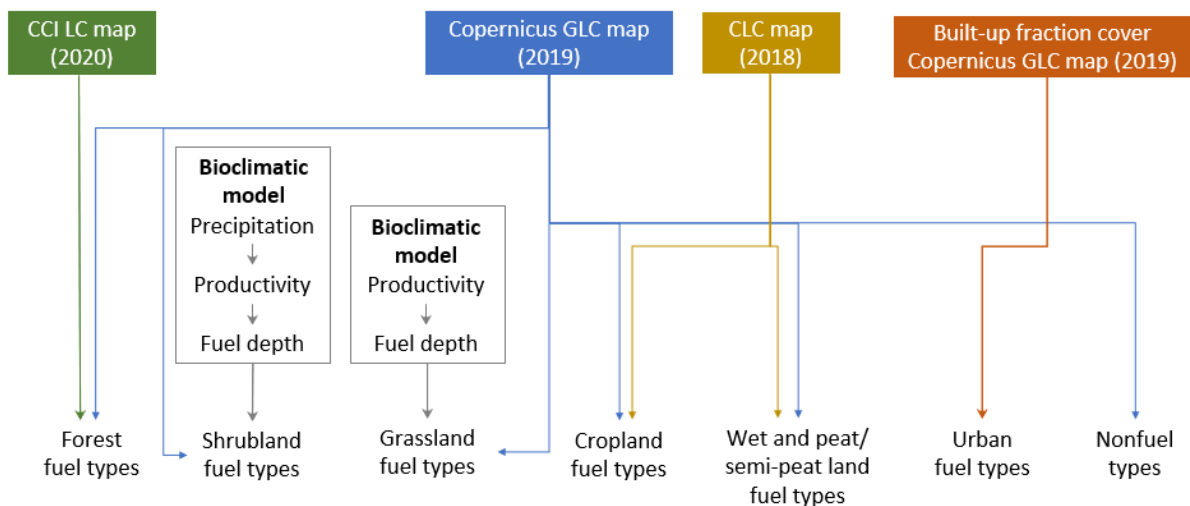 CCI LC map
(2020)
Copernicus GLC map
(2019)
CLC map
(2018)
Built-up fraction cover
Copernicus GLC map (2019)
Bioclimatic
model
Precipitation
Productivity
Fuel depth
Bioclimatic
model
Productivity
Fuel depth
Forest
fuel types
Shrubland
fuel types
Grassland
fuel types
Cropland
fuel types
Wet and peat/
semi-peat land
fuel types
Urban
fuel types
Nonfuel
types